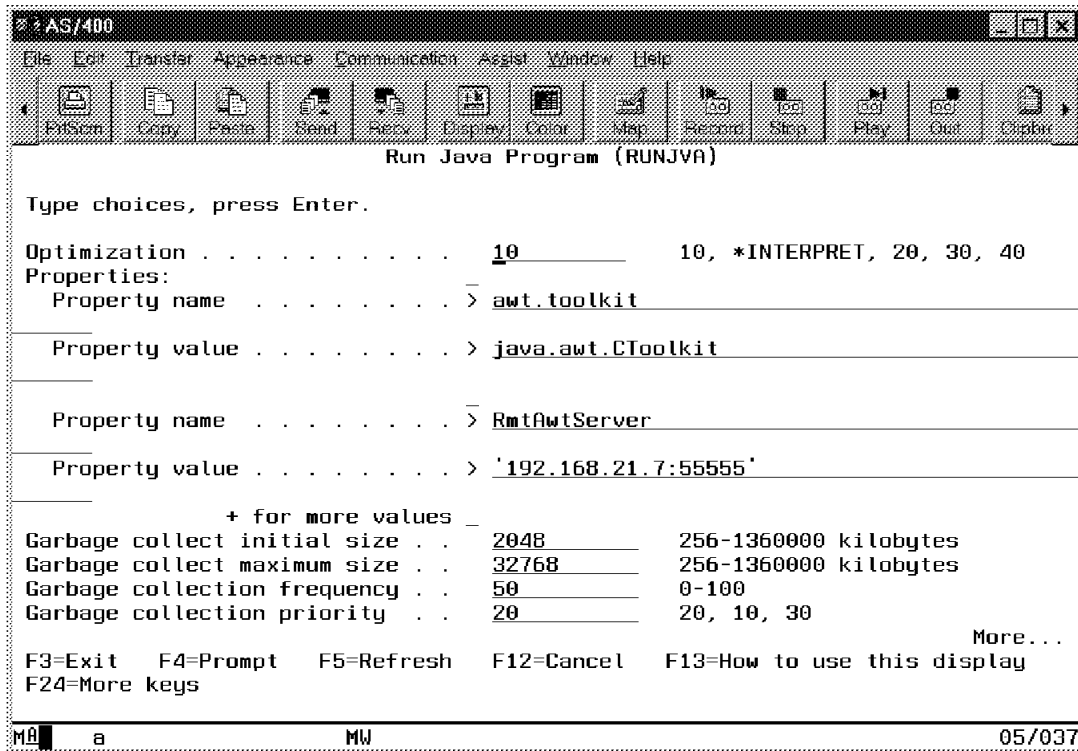 AS/400
File Edit Transfer Appearance Communication Assist Window Help
PrtScrn Copy Paste Send Recv Display Color Map Record Stop Play Quit Clipbrd
Run Java Program (RUNJVA)
Type choices, press Enter.
Optimization . . . . . . . . . . 10 10, *INTERPRET, 20, 30, 40
Properties: _
Property name . . . . . . . . > awt.toolkit
Property value . . . . . . . . > java.awt.CToolkit
_
Property name . . . . . . . . > RmtAwtServer
Property value . . . . . . . . > '192.168.21.7:55555'
+ for more values _
Garbage collect initial size . . 2048 256-1360000 kilobytes
Garbage collect maximum size . . 32768 256-1360000 kilobytes
Garbage collection frequency . . 50 0-100
Garbage collection priority . . 20 20, 10, 30
More...
F3=Exit F4=Prompt F5=Refresh F12=Cancel F13=How to use this display
F24=More keys
MA a MW 05/037